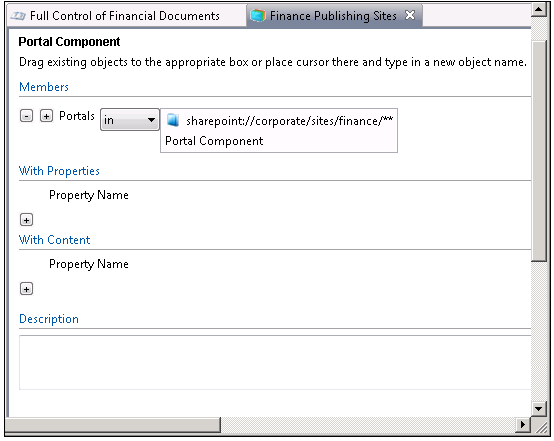 Full Control of Financial Documents
Finance Publishing Sites
Portal Component
Drag existing objects to the appropriate box or place cursor there and type in a new object name.
Members
- + Portals in sharepoint://corporate/sites/finance/**
Portal Component
With Properties
Property Name
+
With Content
Property Name
+
Description